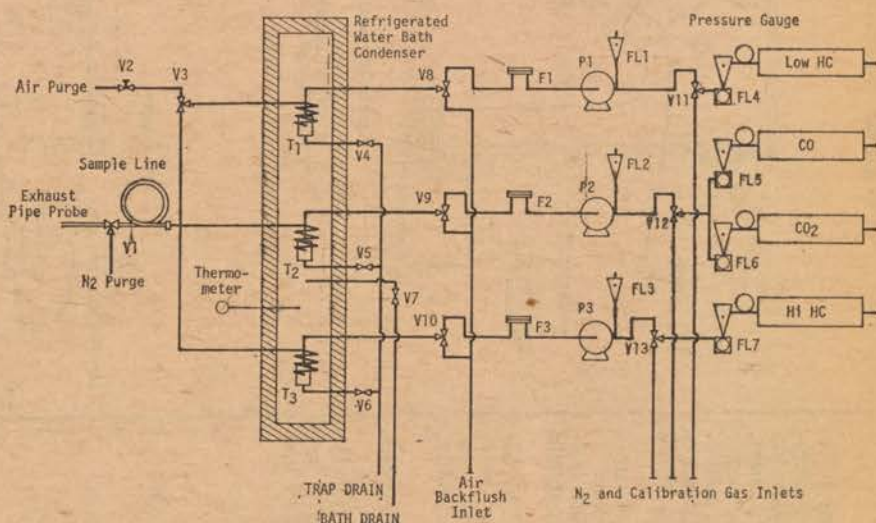 Pressure Gauge
Refrigerated
Water Bath
Condenser
FL1
P1
Low HC
V2
V3
V8
F1
Air Purge
V11
FL4
T1
V4
CO
Sample Line
FL2
P2
FL5
V9
Exhaust
Pipe Probe
F2
V12
V1
V5
CO2
T2
N2 Purge
FL6
Thermo-
meter
V7
FL3
P3
V10
Hi HC
F3
V13
FL7
T3
V6
TRAP DRAIN
Air
Backflush
Inlet
N2 and Calibration Gas Inlets
BATH DRAIN